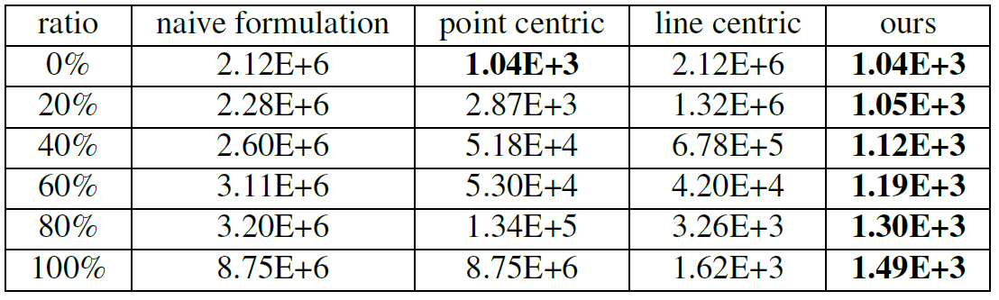 ratio naive formulation point centric line centric ours
0% 2.12E+6 1.04E+3 2.12E+6 1.04E+3
20% 2.28E+6 2.87E+3 1.32E+6 1.05E+3
40% 2.60E+6 5.18E+4 6.78E+5 1.12E+3
60% 3.11E+6 5.30E+4 4.20E+4 1.19E+3
80% 3.20E+6 1.34E+5 3.26E+3 1.30E+3
100% 8.75E+6 8.75E+6 1.62E+3 1.49E+3